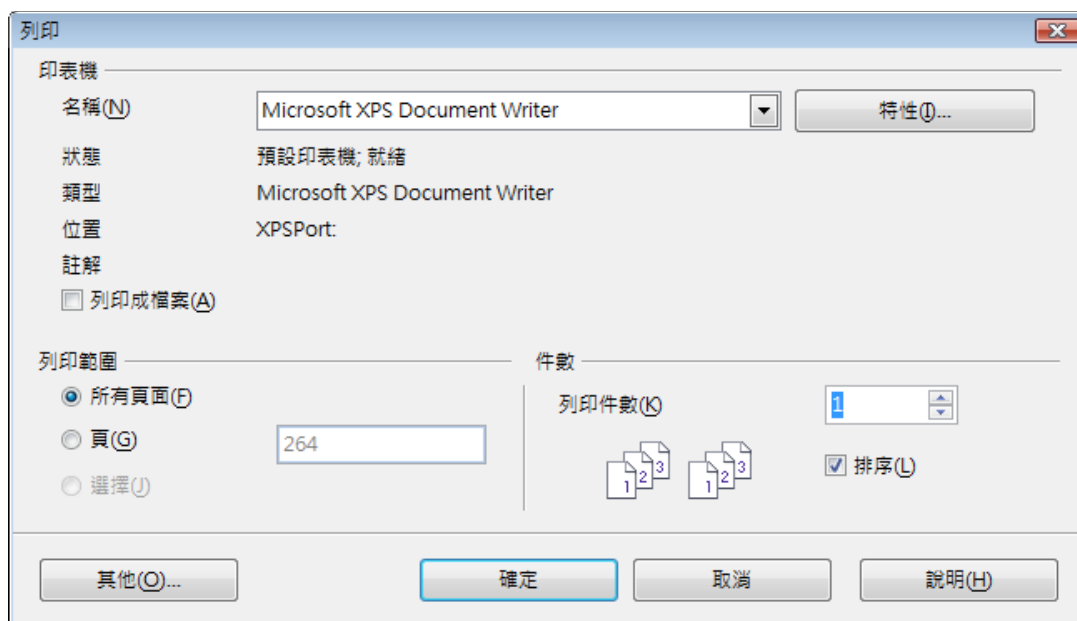 列印
印表機
名稱(N) Microsoft XPS Document Writer 特性(I)...
狀態 預設印表機; 就緒
類型 Microsoft XPS Document Writer
位置 XPSPort:
註解
列印成檔案(A)
列印範圍
所有頁面(F)
頁(G) 264
選擇(J)
件數
列印件數(K) 1
1 2 3 1 2 3 排序(L)
其他(O)... 確定 取消 說明(H)